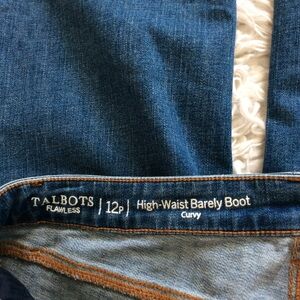 TALBOTS | 12P | High-Waist Barely Boot
FLAWLESS Curvy